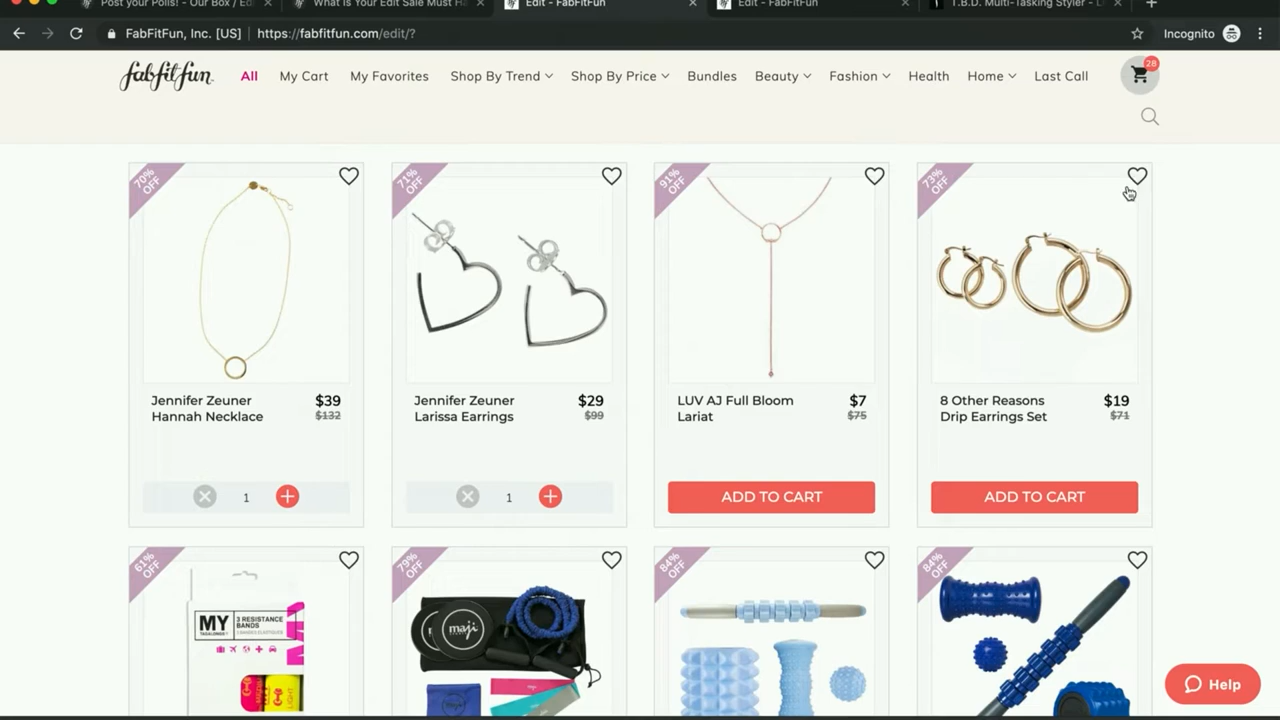 Post your Polls! - Our Box / Edi
What is Your Edit Sale Must Ha
Edit - FabFitFun
Edit - FabFitFun
T.B.D. Multi-Tasking Styler - L
FabFitFun, Inc. [US] https://fabfitfun.com/edit/?
Incognito
fabfitfun
All My Cart My Favorites Shop By Trend Shop By Price Bundles Beauty Fashion Health Home Last Call
28
70% OFF
71% OFF
91% OFF
73% OFF
Jennifer Zeuner $39
Hannah Necklace $132
Jennifer Zeuner $29
Larissa Earrings $99
LUV AJ Full Bloom $7
Lariat $75
8 Other Reasons $19
Drip Earrings Set $71
1
1
ADD TO CART
ADD TO CART
61% OFF
79% OFF
84% OFF
84% OFF
MY
3 RESISTANCE
BANDS
LIGHT
maji
Help